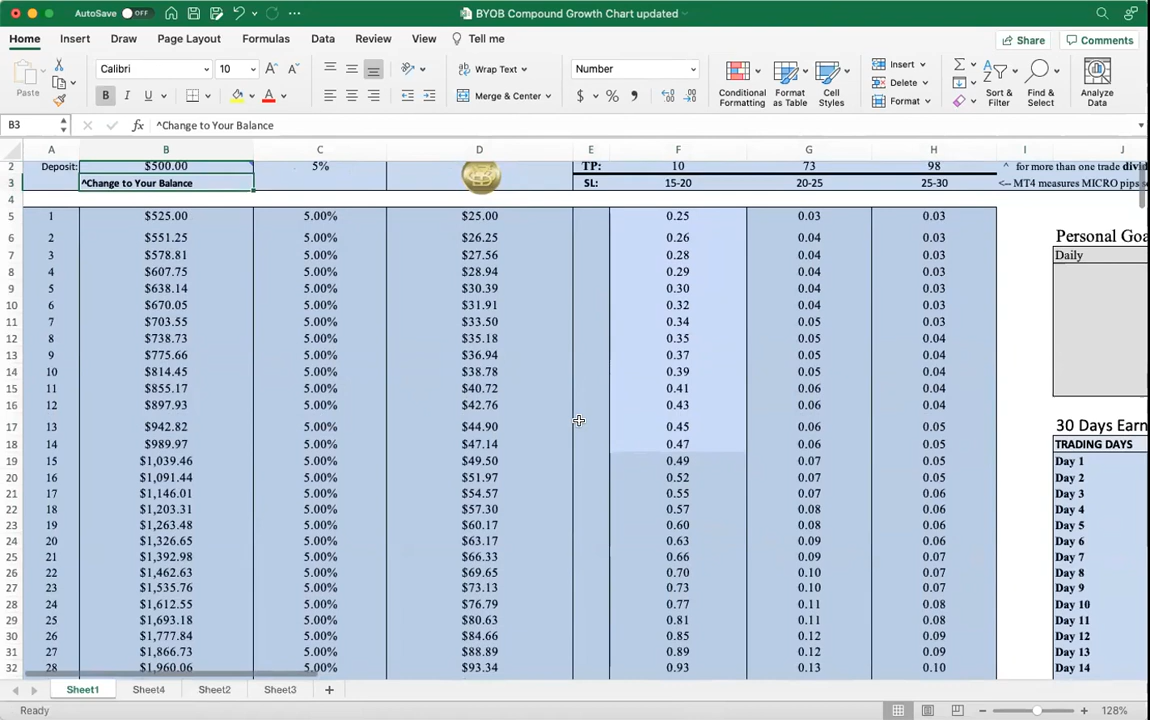 AutoSave OFF BYOB Compound Growth Chart updated
Home Insert Draw Page Layout Formulas Data Review View Tell me Share Comments
Paste Calibri 10 A A Wrap Text Number Conditional Formatting Format as Table Cell Styles Insert Sort & Filter Find & Select Analyze Data
B I U A Merge & Center $ % Delete
Format
B3 fx ^Change to Your Balance
A B C D E F G H I J
2 Deposit: $500.00 5% TP: 10 73 98 ^ for more than one trade divid
3 ^Change to Your Balance SL: 15-20 20-25 25-30 <-- MT4 measures MICRO pips s
4
5 1 $525.00 5.00% $25.00 0.25 0.03 0.03
6 2 $551.25 5.00% $26.25 0.26 0.04 0.03 Personal Goa
7 3 $578.81 5.00% $27.56 0.28 0.04 0.03 Daily
8 4 $607.75 5.00% $28.94 0.29 0.04 0.03
9 5 $638.14 5.00% $30.39 0.30 0.04 0.03
10 6 $670.05 5.00% $31.91 0.32 0.04 0.03
11 7 $703.55 5.00% $33.50 0.34 0.05 0.03
12 8 $738.73 5.00% $35.18 0.35 0.05 0.04
13 9 $775.66 5.00% $36.94 0.37 0.05 0.04
14 10 $814.45 5.00% $38.78 0.39 0.05 0.04
15 11 $855.17 5.00% $40.72 0.41 0.06 0.04
16 12 $897.93 5.00% $42.76 0.43 0.06 0.04
17 13 $942.82 5.00% $44.90 0.45 0.06 0.05 30 Days Earn
18 14 $989.97 5.00% $47.14 0.47 0.06 0.05 TRADING DAYS
19 15 $1,039.46 5.00% $49.50 0.49 0.07 0.05 Day 1
20 16 $1,091.44 5.00% $51.97 0.52 0.07 0.05 Day 2
21 17 $1,146.01 5.00% $54.57 0.55 0.07 0.06 Day 3
22 18 $1,203.31 5.00% $57.30 0.57 0.08 0.06 Day 4
23 19 $1,263.48 5.00% $60.17 0.60 0.08 0.06 Day 5
24 20 $1,326.65 5.00% $63.17 0.63 0.09 0.06 Day 6
25 21 $1,392.98 5.00% $66.33 0.66 0.09 0.07 Day 7
26 22 $1,462.63 5.00% $69.65 0.70 0.10 0.07 Day 8
27 23 $1,535.76 5.00% $73.13 0.73 0.10 0.07 Day 9
28 24 $1,612.55 5.00% $76.79 0.77 0.11 0.08 Day 10
29 25 $1,693.18 5.00% $80.63 0.81 0.11 0.08 Day 11
30 26 $1,777.84 5.00% $84.66 0.85 0.12 0.09 Day 12
31 27 $1,866.73 5.00% $88.89 0.89 0.12 0.09 Day 13
32 28 $1,960.06 5.00% $93.34 0.93 0.13 0.10 Day 14
Sheet1 Sheet4 Sheet2 Sheet3
Ready 128%